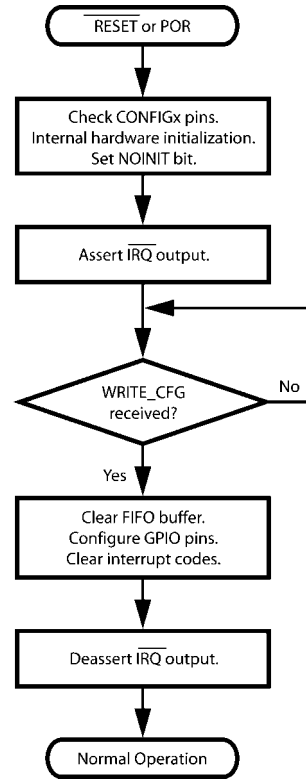 RESET or POR
Check CONFIGx pins.
Internal hardware initialization.
Set NOINIT bit.
Assert IRQ output.
WRITE_CFG
received?
No
Yes
Clear FIFO buffer.
Configure GPIO pins.
Clear interrupt codes.
Deassert IRQ output.
Normal Operation